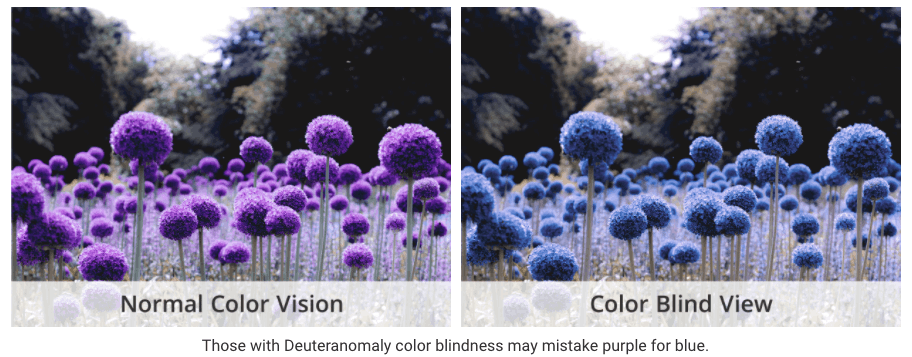 Normal Color Vision
Color Blind View
Those with Deuteranomaly color blindness may mistake purple for blue.